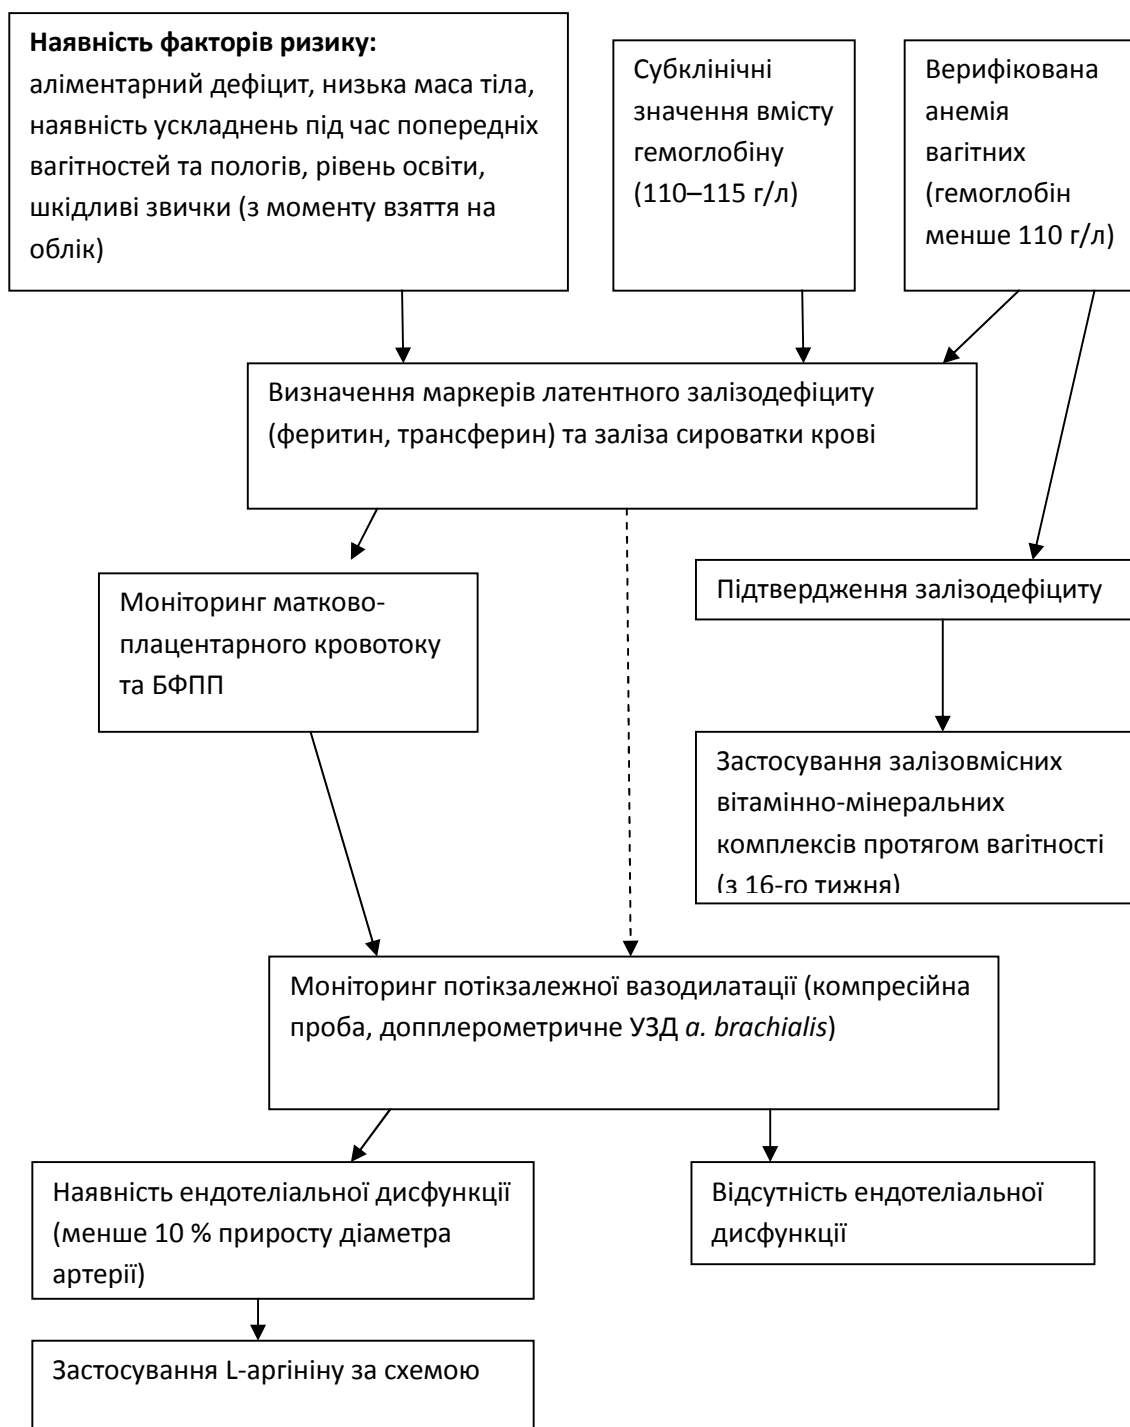 Наявність факторів ризику:
аліментарний дефіцит, низька маса тіла,
наявність ускладнень під час попередніх
вагітностей та пологів, рівень освіти,
шкідливі звички (з моменту взяття на
облік)
Субклінічні
значення вмісту
гемоглобіну
(110–115 г/л)
Верифікована
анемія
вагітних
(гемоглобін
менше 110 г/л)
Визначення маркерів латентного залізодефіциту
(феритин, трансферин) та заліза сироватки крові
Моніторинг матково-
плацентарного кровотоку
та БФПП
Підтвердження залізодефіциту
Застосування залізовмісних
вітамінно-мінеральних
комплексів протягом вагітності
(з 16-го тижня)
Моніторинг потікзалежної вазодилатації (компресійна
проба, допплерометричне УЗД a. brachialis)
Наявність ендотеліальної дисфункції
(менше 10 % приросту діаметра
артерії)
Відсутність ендотеліальної
дисфункції
Застосування L-аргініну за схемою